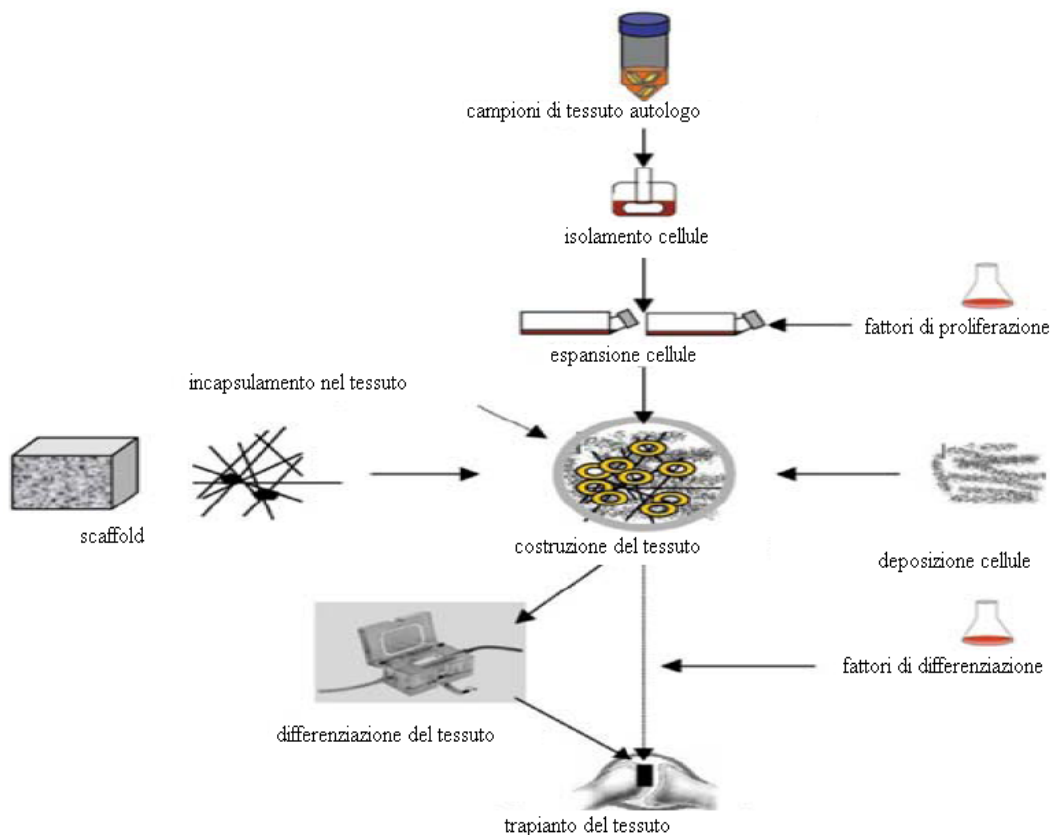 campioni di tessuto autologo
isolamento cellule
fattori di proliferazione
espansione cellule
incapsulamento nel tessuto
scaffold
costruzione del tessuto
deposizione cellule
fattori di differenziazione
differenziazione del tessuto
trapianto del tessuto